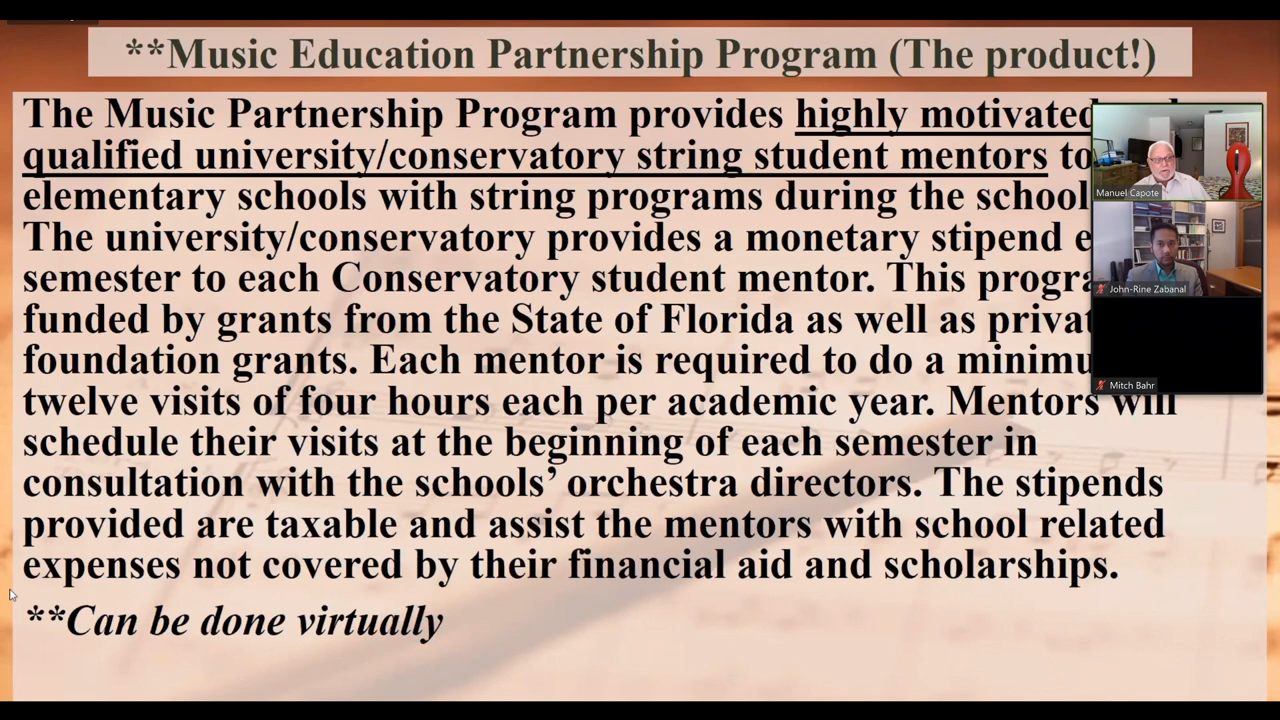 **Music Education Partnership Program (The product!)
The Music Partnership Program provides highly motivated
qualified university/conservatory string student mentors to
elementary schools with string programs during the school
The university/conservatory provides a monetary stipend
semester to each Conservatory student mentor. This
funded by grants from the State of Florida as well as
foundation grants. Each mentor is required to do a
twelve visits of four hours each per academic year. Mentors will
schedule their visits at the beginning of each semester in
consultation with the schools’ orchestra directors. The stipends
provided are taxable and assist the mentors with school related
expenses not covered by their financial aid and scholarships.
**Can be done virtually
Manuel Capote
John-Rine Zabanal
Mitch Bahr